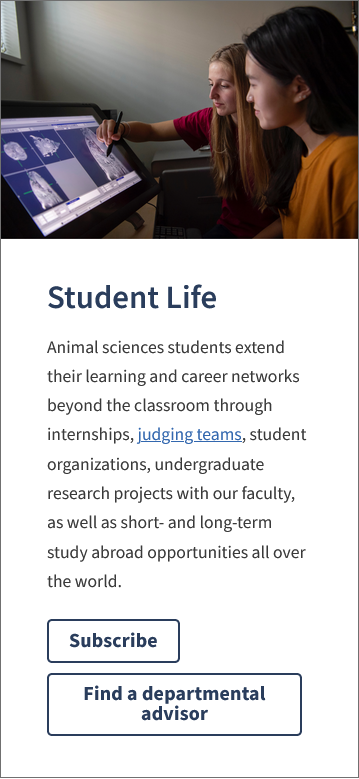 Student Life
Animal sciences students extend
their learning and career networks
beyond the classroom through
internships, judging teams, student
organizations, undergraduate
research projects with our faculty,
as well as short- and long-term
study abroad opportunities all over
the world.
Subscribe
Find a departmental
advisor